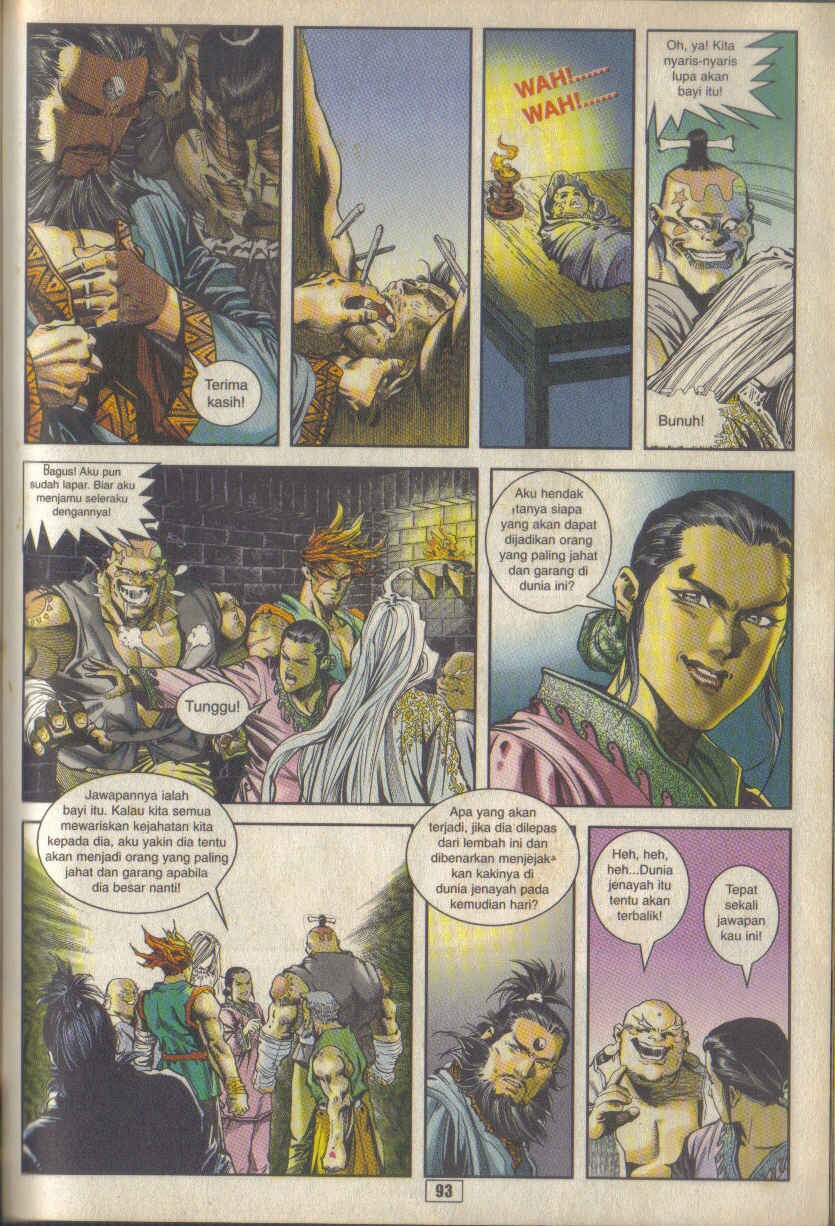 Terima
kasih!
WAH!......
WAH!......
Oh, ya! Kita
nyaris-nyaris
lupa akan
bayi itu!
Bunuh!
Bagus! Aku pun
sudah lapar. Biar aku
menjamu seleraku
dengannya!
Tunggu!
Aku hendak
tanya siapa
yang akan dapat
dijadikan orang
yang paling jahat
dan garang di
dunia ini?
Jawapannya ialah
bayi itu. Kalau kita semua
mewariskan kejahatan kita
kepada dia, aku yakin dia tentu
akan menjadi orang yang paling
jahat dan garang apabila
dia besar nanti!
Apa yang akan
terjadi, jika dia dilepas
dari lembah ini dan
dibenarkan menjejak-
kan kakinya di
dunia jenayah pada
kemudian hari?
Heh, heh,
heh...Dunia
jenayah itu
tentu akan
terbalik!
Tepat
sekali
jawapan
kau ini!
93